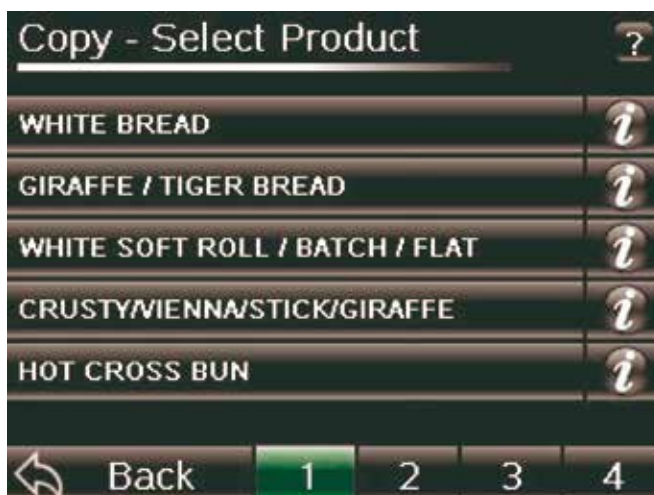 Copy - Select Product ?
WHITE BREAD i
GIRAFFE / TIGER BREAD i
WHITE SOFT ROLL / BATCH / FLAT i
CRUSTY/VIENNA/STICK/GIRAFFE i
HOT CROSS BUN i
Back 1 2 3 4